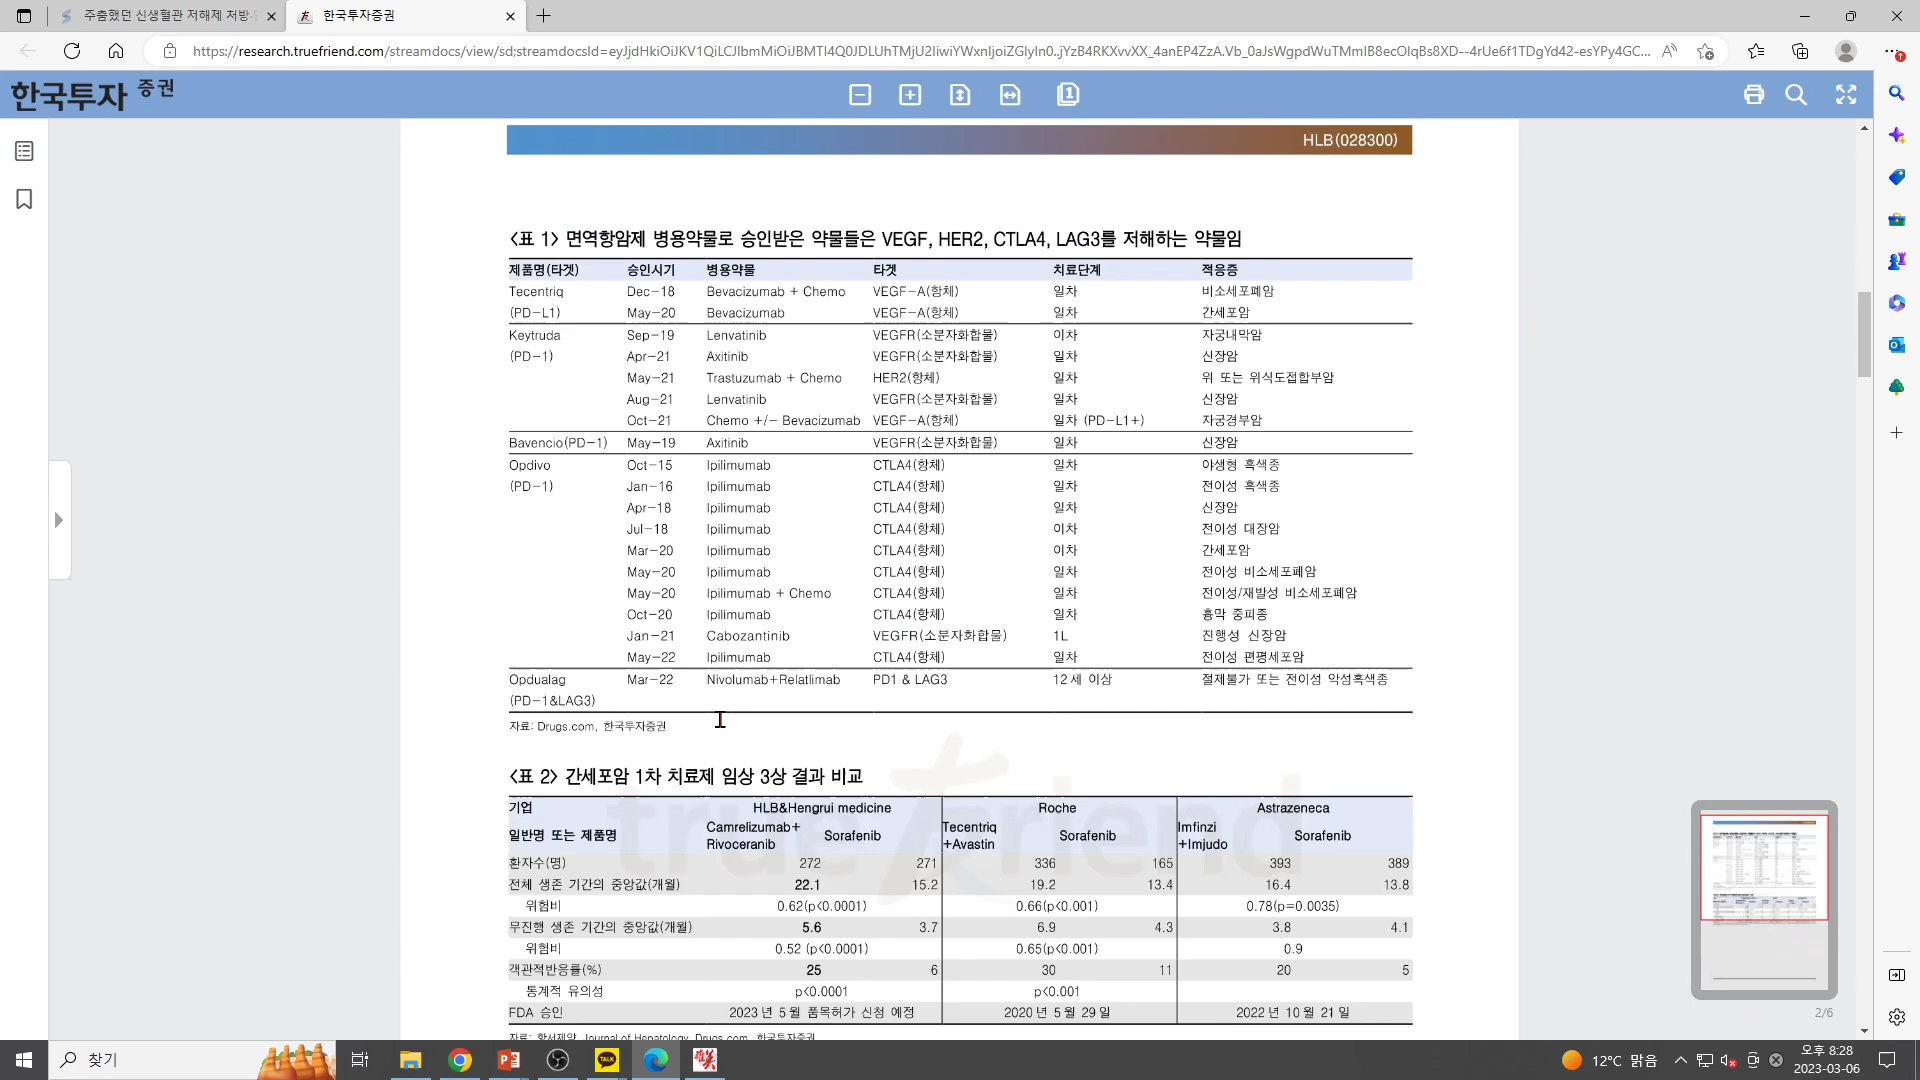 주춤했던 신생혈관 저해제 처방·
한국투자증권
https://research.truefriend.com/streamdocs/view/sd;streamdocsId=eyJjdHkiOiJKV1QiLCJlbmMiOiJBMTI4Q0JDLUhTMjU2IiwiYWxnIjoiZGlyIn0..jYzB4RKXvvXX_4anEP4ZzA.Vb_0aJsWgpdWuTMmlB8ecOlqBs8XD--4rUe6f1TDgYd42-esYPy4GC...
한국투자 증권
HLB(028300)
<표 1> 면역항암제 병용약물로 승인받은 약물들은 VEGF, HER2, CTLA4, LAG3를 저해하는 약물임
제품명(타겟) 승인시기 병용약물 타겟 치료단계 적응증
Tecentriq Dec-18 Bevacizumab + Chemo VEGF-A(항체) 일차 비소세포폐암
(PD-L1) May-20 Bevacizumab VEGF-A(항체) 일차 간세포암
Keytruda Sep-19 Lenvatinib VEGFR(소분자화합물) 이차 자궁내막암
(PD-1) Apr-21 Axitinib VEGFR(소분자화합물) 일차 신장암
May-21 Trastuzumab + Chemo HER2(항체) 일차 위 또는 위식도접합부암
Aug-21 Lenvatinib VEGFR(소분자화합물) 일차 신장암
Oct-21 Chemo +/- Bevacizumab VEGF-A(항체) 일차 (PD-L1+) 자궁경부암
Bavencio(PD-1) May-19 Axitinib VEGFR(소분자화합물) 일차 신장암
Opdivo Oct-15 Ipilimumab CTLA4(항체) 일차 야생형 흑색종
(PD-1) Jan-16 Ipilimumab CTLA4(항체) 일차 전이성 흑색종
Apr-18 Ipilimumab CTLA4(항체) 일차 신장암
Jul-18 Ipilimumab CTLA4(항체) 이차 전이성 대장암
Mar-20 Ipilimumab CTLA4(항체) 이차 간세포암
May-20 Ipilimumab CTLA4(항체) 일차 전이성 비소세포폐암
May-20 Ipilimumab + Chemo CTLA4(항체) 일차 전이성/재발성 비소세포폐암
Oct-20 Ipilimumab CTLA4(항체) 일차 흉막 중피종
Jan-21 Cabozantinib VEGFR(소분자화합물) 1L 진행성 신장암
May-22 Ipilimumab CTLA4(항체) 일차 전이성 편평세포암
Opdualag Mar-22 Nivolumab+Relatlimab PD1 & LAG3 12세 이상 절제불가 또는 전이성 악성흑색종
(PD-1&LAG3)
자료: Drugs.com, 한국투자증권
<표 2> 간세포암 1차 치료제 임상 3상 결과 비교
기업 HLB&Hengrui medicine Roche Astrazeneca
일반명 또는 제품명 Camrelizumab+ Rivoceranib Sorafenib Tecentriq +Avastin Sorafenib Imfinzi +Imjudo Sorafenib
환자수(명) 272 271 336 165 393 389
전체 생존 기간의 중앙값(개월) 22.1 15.2 19.2 13.4 16.4 13.8
위험비 0.62(p<0.0001) 0.66(p<0.001) 0.78(p=0.0035)
무진행 생존 기간의 중앙값(개월) 5.6 3.7 6.9 4.3 3.8 4.1
위험비 0.52 (p<0.0001) 0.65(p<0.001) 0.9
객관적반응률(%) 25 6 30 11 20 5
통계적 유의성 p<0.0001 p<0.001
FDA 승인 2023년 5월 품목허가 신청 예정 2020년 5월 29일 2022년 10월 21일
자료: 항서제약, Journal of Hepatology, Drugs.com, 한국투자증권
true friend
2/6
찾기
TALK
12°C 맑음
오후 8:28
2023-03-06